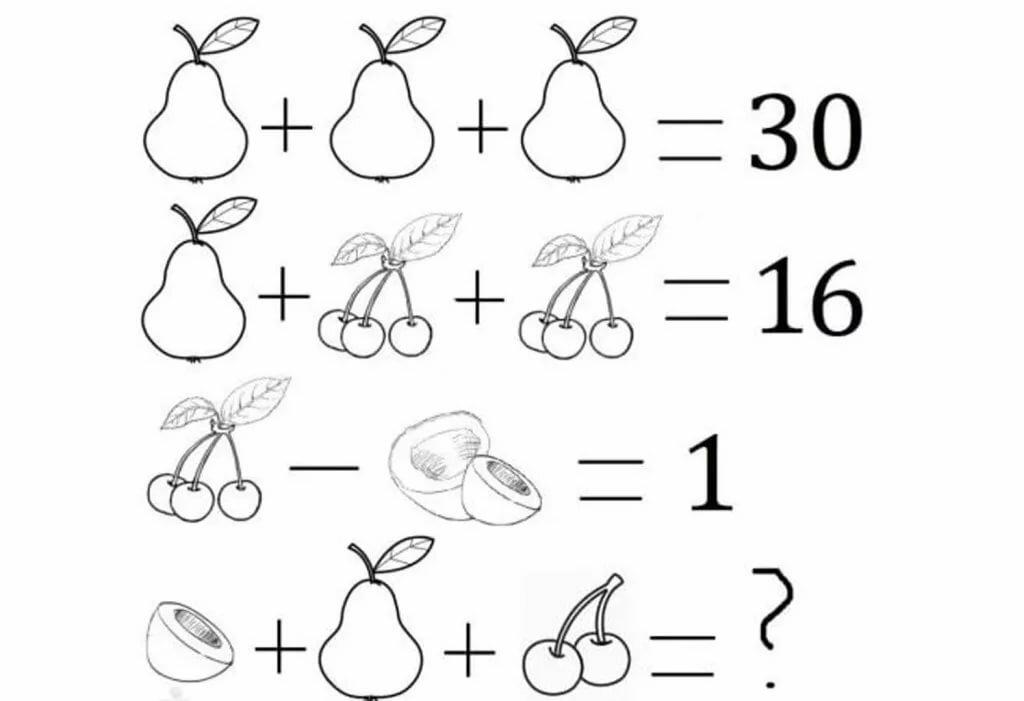 + + = 30
+ + = 16
− = 1
+ + = ?